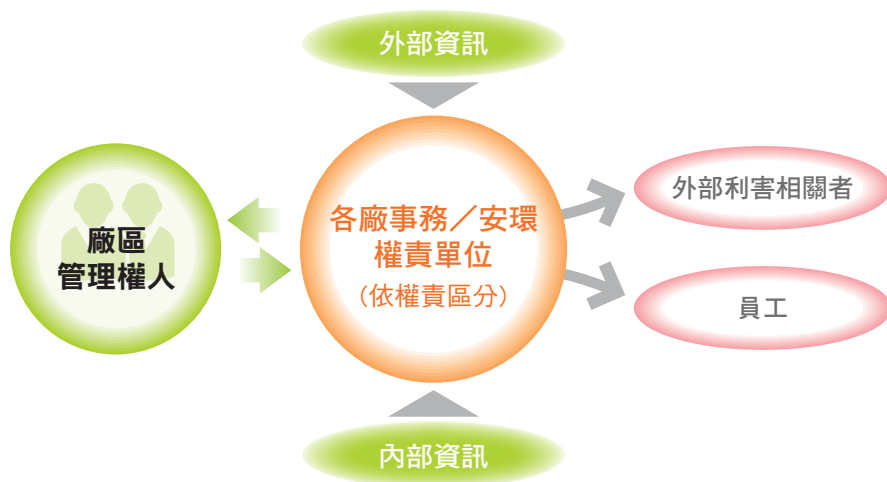 外部資訊
廠區
管理權人
各廠事務／安環
權責單位
（依權責區分）
外部利害相關者
員工
內部資訊